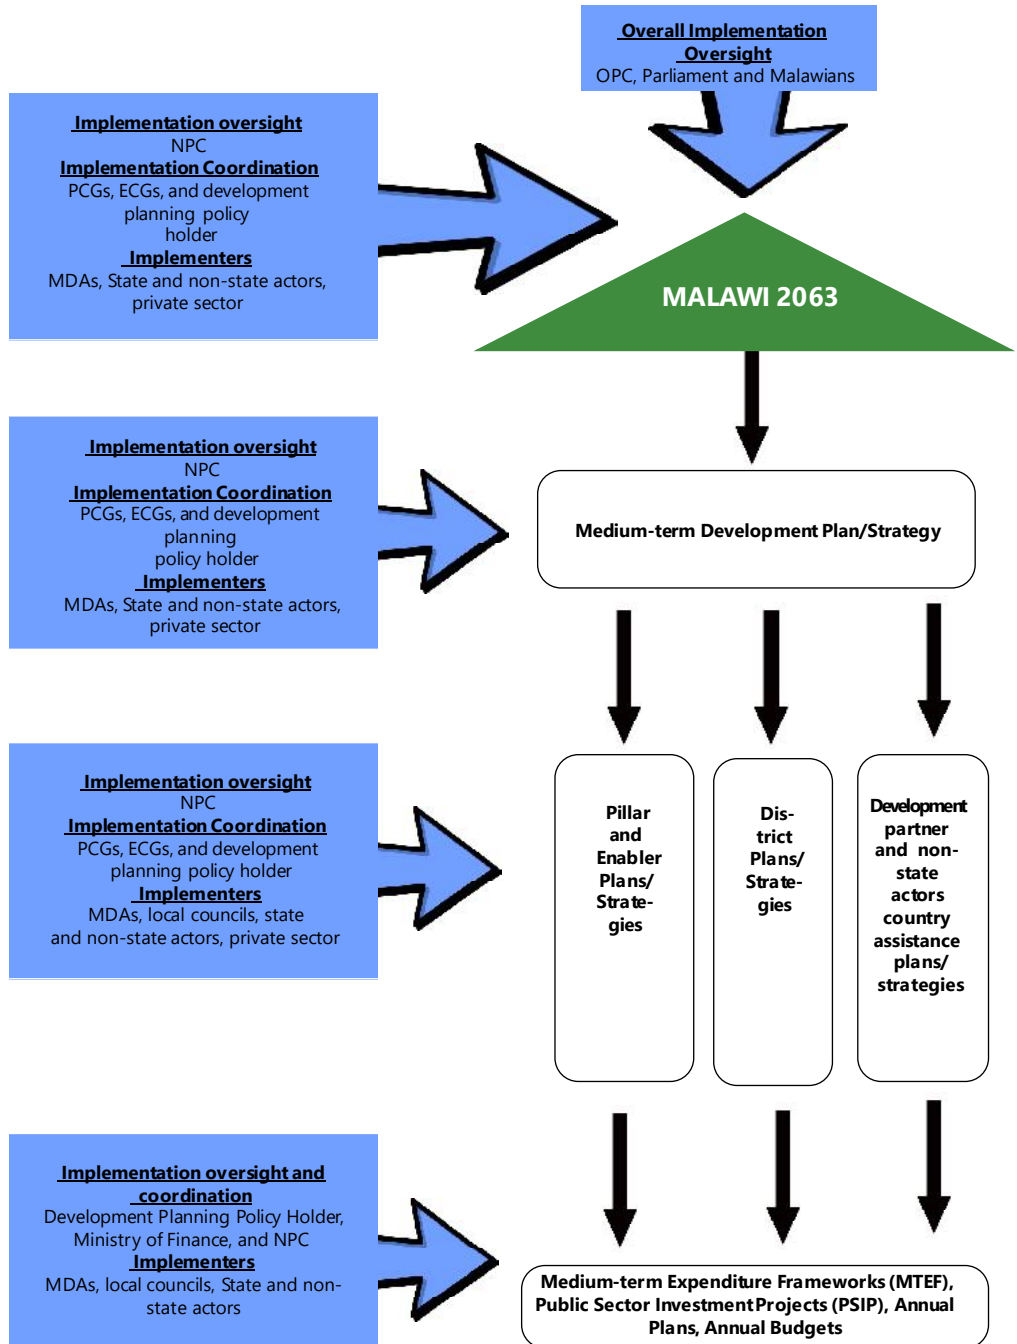 Overall Implementation
Oversight
OPC, Parliament and Malawians
Implementation oversight
NPC
Implementation Coordination
PCGs, ECGs, and development
planning policy
holder
Implementers
MDAs, State and non-state actors,
private sector
MALAWI 2063
Implementation oversight
NPC
Implementation Coordination
PCGs, ECGs, and development
planning
policy holder
Implementers
MDAs, State and non-state actors,
private sector
Medium-term Development Plan/Strategy
Implementation oversight
NPC
Implementation Coordination
PCGs, ECGs, and development
planning policy holder
Implementers
MDAs, local councils, state
and non-state actors, private sector
Pillar
and
Enabler
Plans/
Strate-
gies
Dis-
trict
Plans/
Strate-
gies
Development
partner
and non-
state
actors
country
assistance
plans/
strategies
Implementation oversight and
coordination
Development Planning Policy Holder,
Ministry of Finance, and NPC
Implementers
MDAs, local councils, State and non-
state actors
Medium-term Expenditure Frameworks (MTEF),
Public Sector Investment Projects (PSIP), Annual
Plans, Annual Budgets